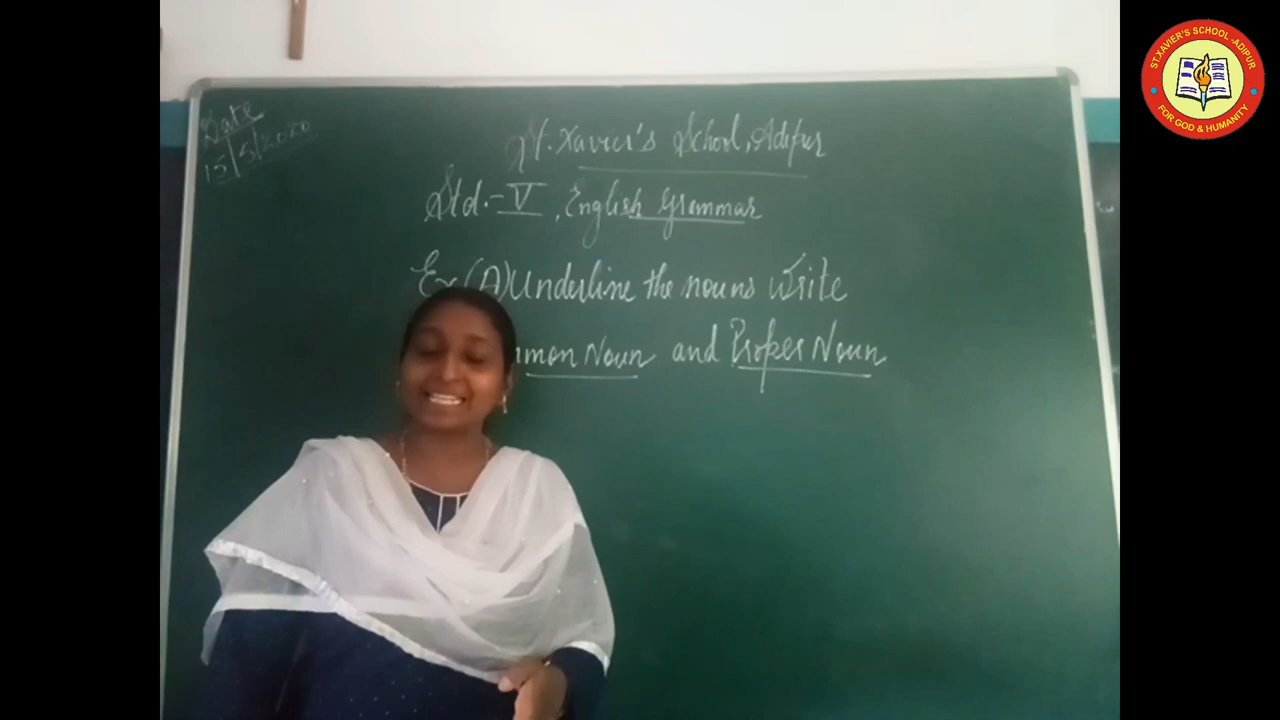 Date
15/5/2020
St. Xavier's School, Adipur
Std.- V, English Grammar
Ex (A) Underline the nouns write
mmon Noun and Proper Noun
ST.XAVIER'S SCHOOL-ADIPUR
FOR GOD & HUMANITY